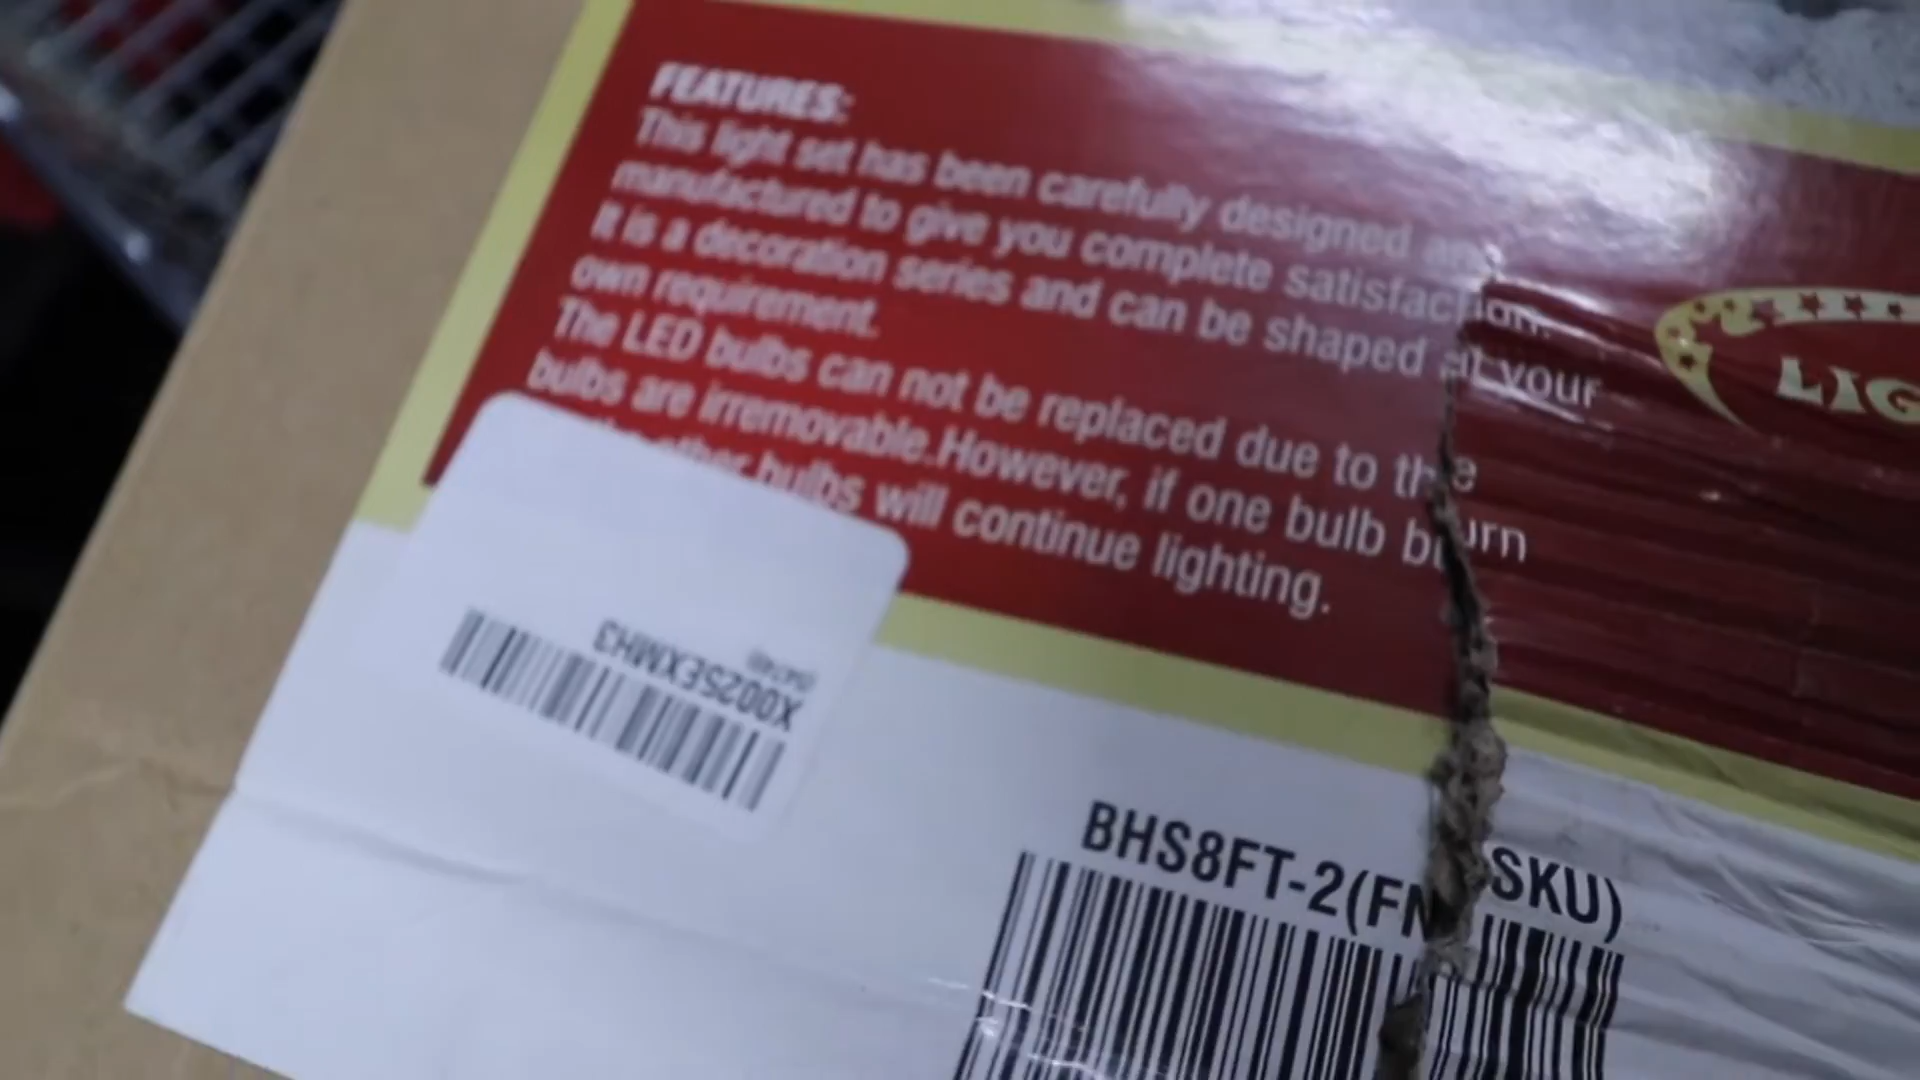 FEATURES:
This light set has been carefully designed and
manufactured to give you complete satisfaction.
It is a decoration series and can be shaped at your
own requirement.
The LED bulbs can not be replaced due to the
bulbs are irremovable.However, if one bulb burn
the other bulbs will continue lighting.
LIG
X002SEXMH3
BHS8FT-2(FN SKU)